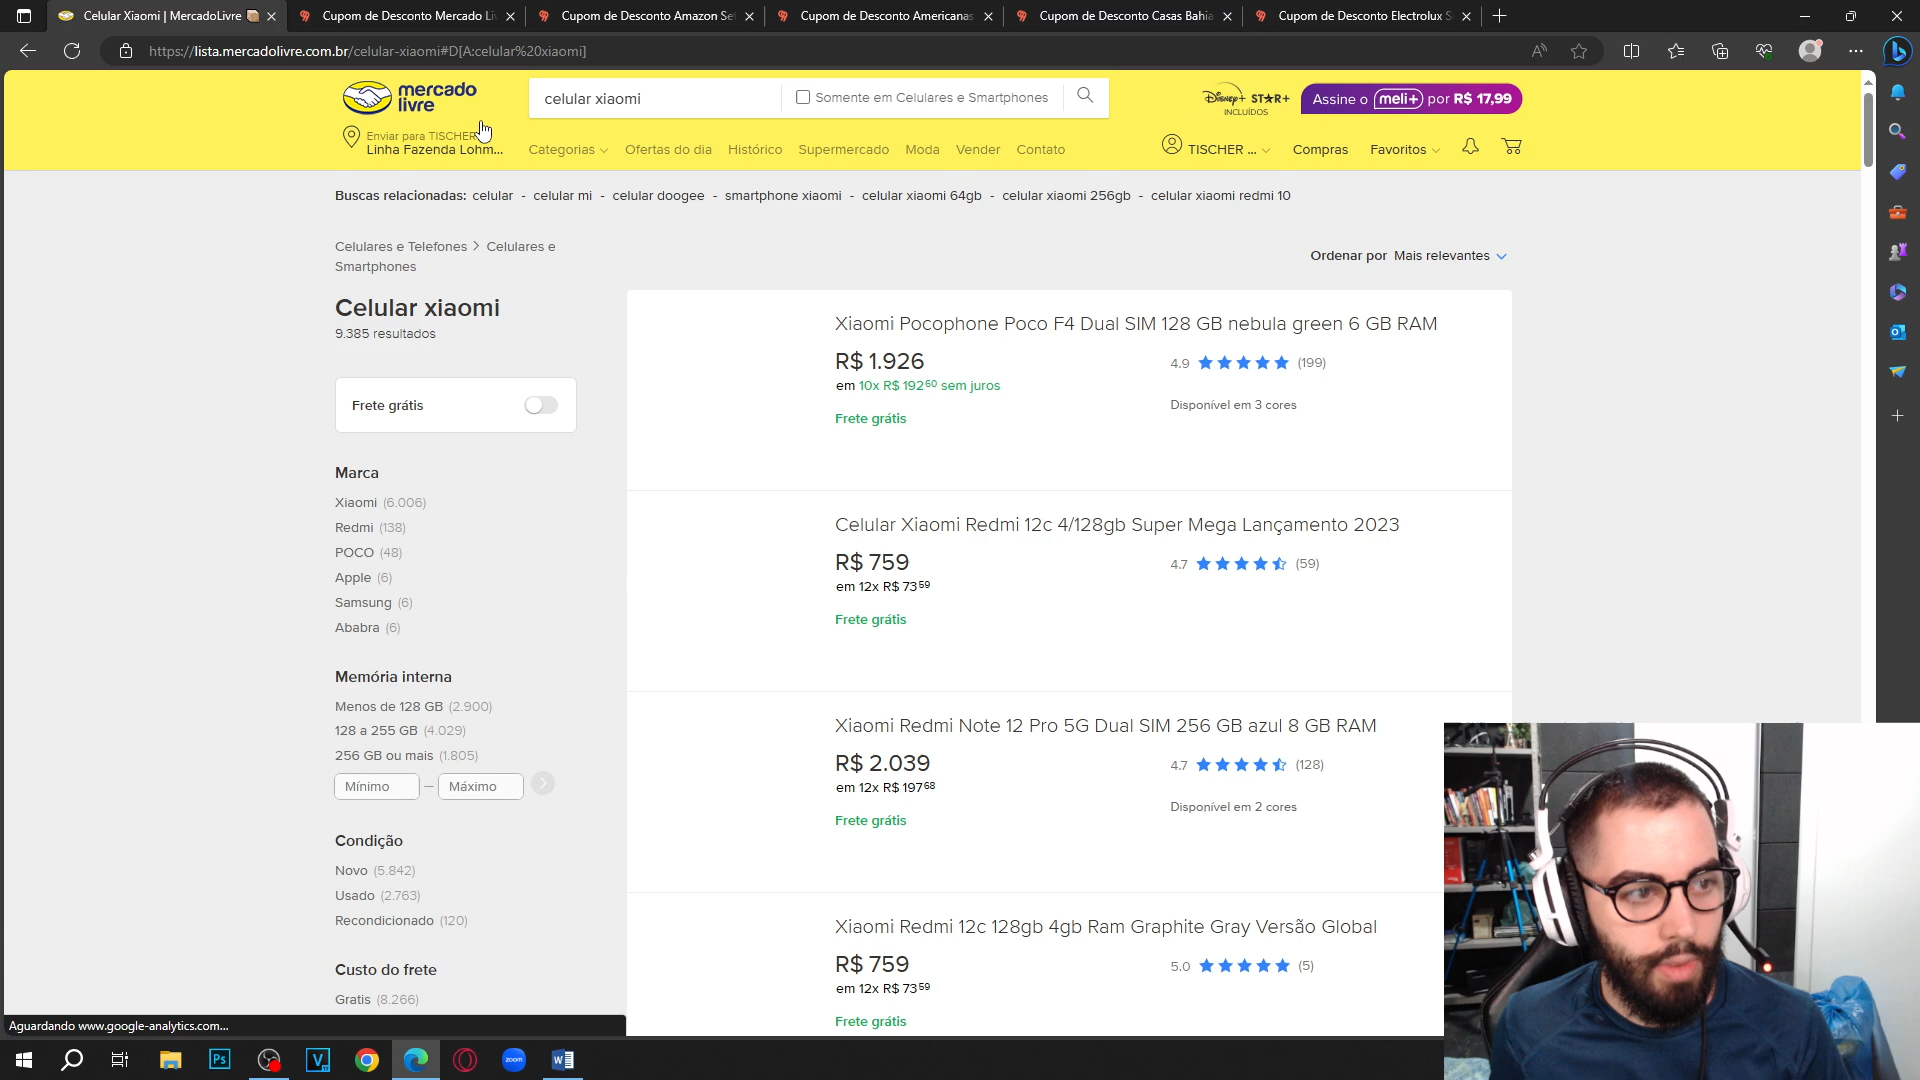 Celular Xiaomi | MercadoLivre
Cupom de Desconto Mercado Li
Cupom de Desconto Amazon Se
Cupom de Desconto Americanas
Cupom de Desconto Casas Bahia
Cupom de Desconto Electrolux S
https://lista.mercadolivre.com.br/celular-xiaomi#D[A:celular%20xiaomi]
mercado
livre
celular xiaomi
Somente em Celulares e Smartphones
Disney+ STAR+
INCLUÍDOS
Assine o meli+ por R$ 17,99
Enviar para TISCHER
Linha Fazenda Lohm...
Categorias
Ofertas do dia
Histórico
Supermercado
Moda
Vender
Contato
TISCHER ...
Compras
Favoritos
Buscas relacionadas: celular - celular mi - celular doogee - smartphone xiaomi - celular xiaomi 64gb - celular xiaomi 256gb - celular xiaomi redmi 10
Celulares e Telefones > Celulares e
Smartphones
Ordenar por Mais relevantes
Celular xiaomi
9.385 resultados
Frete grátis
Marca
Xiaomi (6.006)
Redmi (138)
POCO (48)
Apple (6)
Samsung (6)
Ababra (6)
Memória interna
Menos de 128 GB (2.900)
128 a 255 GB (4.029)
256 GB ou mais (1.805)
Mínimo — Máximo
Condição
Novo (5.842)
Usado (2.763)
Recondicionado (120)
Custo do frete
Gratis (8.266)
Xiaomi Pocophone Poco F4 Dual SIM 128 GB nebula green 6 GB RAM
R$ 1.926
em 10x R$ 192 60 sem juros
Frete grátis
4.9 (199)
Disponível em 3 cores
Celular Xiaomi Redmi 12c 4/128gb Super Mega Lançamento 2023
R$ 759
em 12x R$ 73 59
Frete grátis
4.7 (59)
Xiaomi Redmi Note 12 Pro 5G Dual SIM 256 GB azul 8 GB RAM
R$ 2.039
em 12x R$ 197 68
Frete grátis
4.7 (128)
Disponível em 2 cores
Xiaomi Redmi 12c 128gb 4gb Ram Graphite Gray Versão Global
R$ 759
em 12x R$ 73 59
Frete grátis
5.0 (5)
Aguardando www.google-analytics.com...
Ps
V
zoom
W